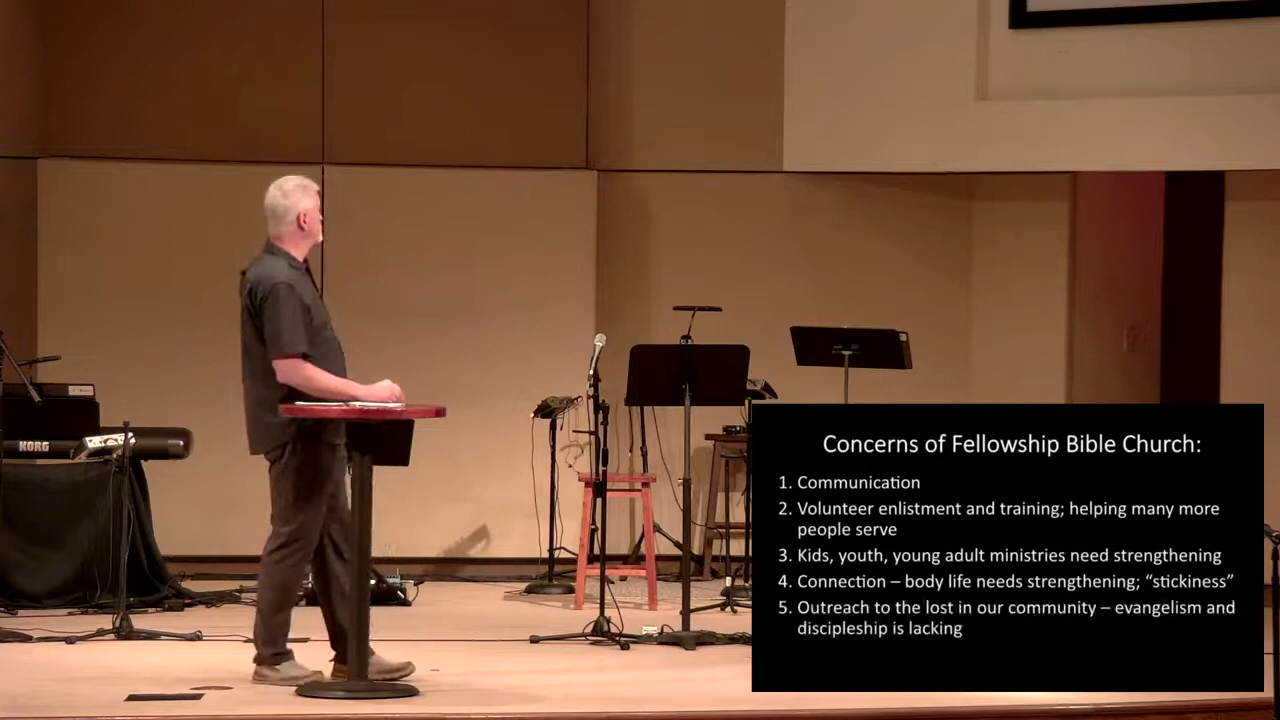 KORG
Concerns of Fellowship Bible Church:
1. Communication
2. Volunteer enlistment and training; helping many more
people serve
3. Kids, youth, young adult ministries need strengthening
4. Connection – body life needs strengthening; “stickiness”
5. Outreach to the lost in our community – evangelism and
discipleship is lacking